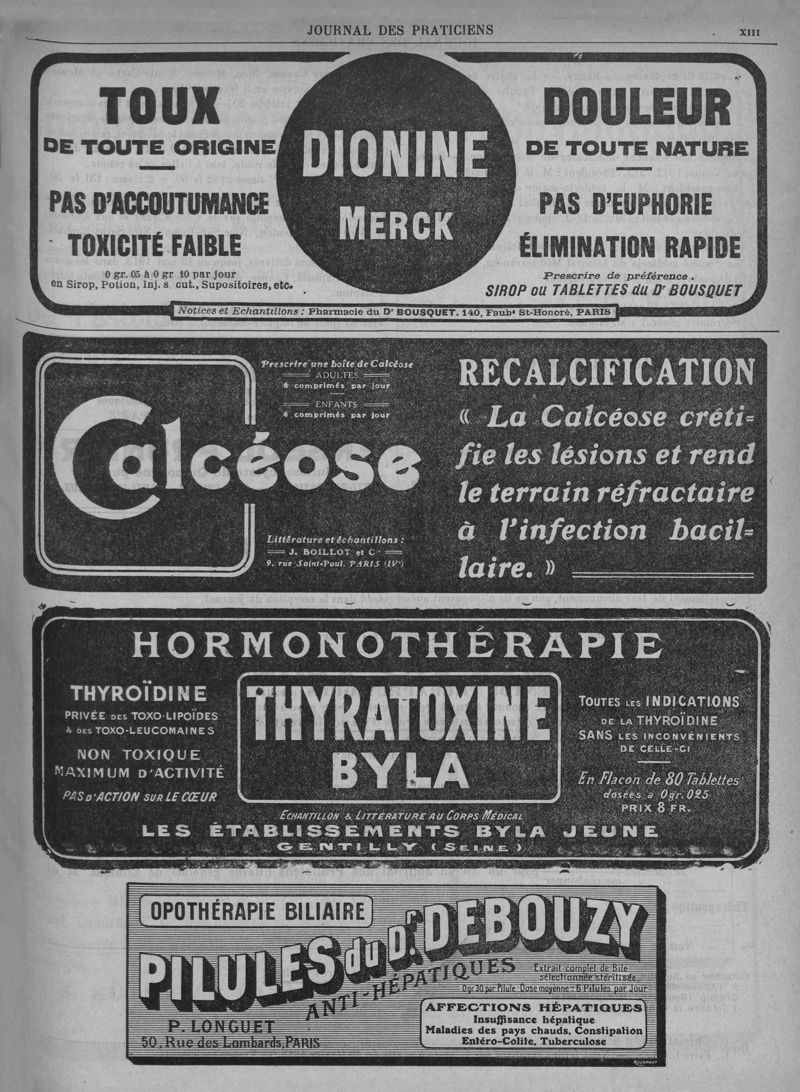 JOURNAL DES PRATICIENS
XIII
TOUX
DE TOUTE ORIGINE
PAS D'ACCOUTUMANCE
TOXICITÉ FAIBLE
0 gr. 05 à 0 gr 10 par jour
en Sirop, Potion, Inj. s. cut., Supositoires, etc.
DIONINE
MERCK
DOULEUR
DE TOUTE NATURE
PAS D'EUPHORIE
ÉLIMINATION RAPIDE
Prescrire de préférence.
SIROP ou TABLETTES du Dr BOUSQUET
Notices et Echantillons : Pharmacie du Dr BOUSQUET. 140, Faubg St-Honoré, PARIS
Prescrire une boîte de Calcéose
ADULTES
6 comprimés par jour
ENFANTS
4 comprimés par jour
Calcéose
Littérature et échantillons :
J. BOILLOT et Cie
9. rue Saint-Paul. PARIS (IVe)
RECALCIFICATION
« La Calcéose créti=
fie les lésions et rend
le terrain réfractaire
à l'infection bacil=
laire. »
HORMONOTHÉRAPIE
THYROÏDINE
PRIVÉE DES TOXO-LIPOÏDES
& DES TOXO-LEUCOMAINES
NON TOXIQUE
MAXIMUM D'ACTIVITÉ
PAS D'ACTION SUR LE CŒUR
THYRATOXINE
BYLA
TOUTES LES INDICATIONS
DE LA THYROÏDINE
SANS LES INCONVÉNIENTS
DE CELLE-CI
En Flacon de 80 Tablettes
dosées à 0gr.025
PRIX 8 FR.
ECHANTILLON & LITTÉRATURE AU CORPS MÉDICAL
LES ÉTABLISSEMENTS BYLA JEUNE
GENTILLY (SEINE)
OPOTHÉRAPIE BILIAIRE
PILULES du Dr DEBOUZY
ANTI-HÉPATIQUES
Extrait complet de Bile
sélectionnée stérilisée,
0gr.30 par Pilule. Dose moyenne : 6 Pilules par Jour
P. LONGUET
50, Rue des Lombards, PARIS
AFFECTIONS HÉPATIQUES
Insuffisance hépatique
Maladies des pays chauds, Constipation
Entéro-Colite, Tuberculose